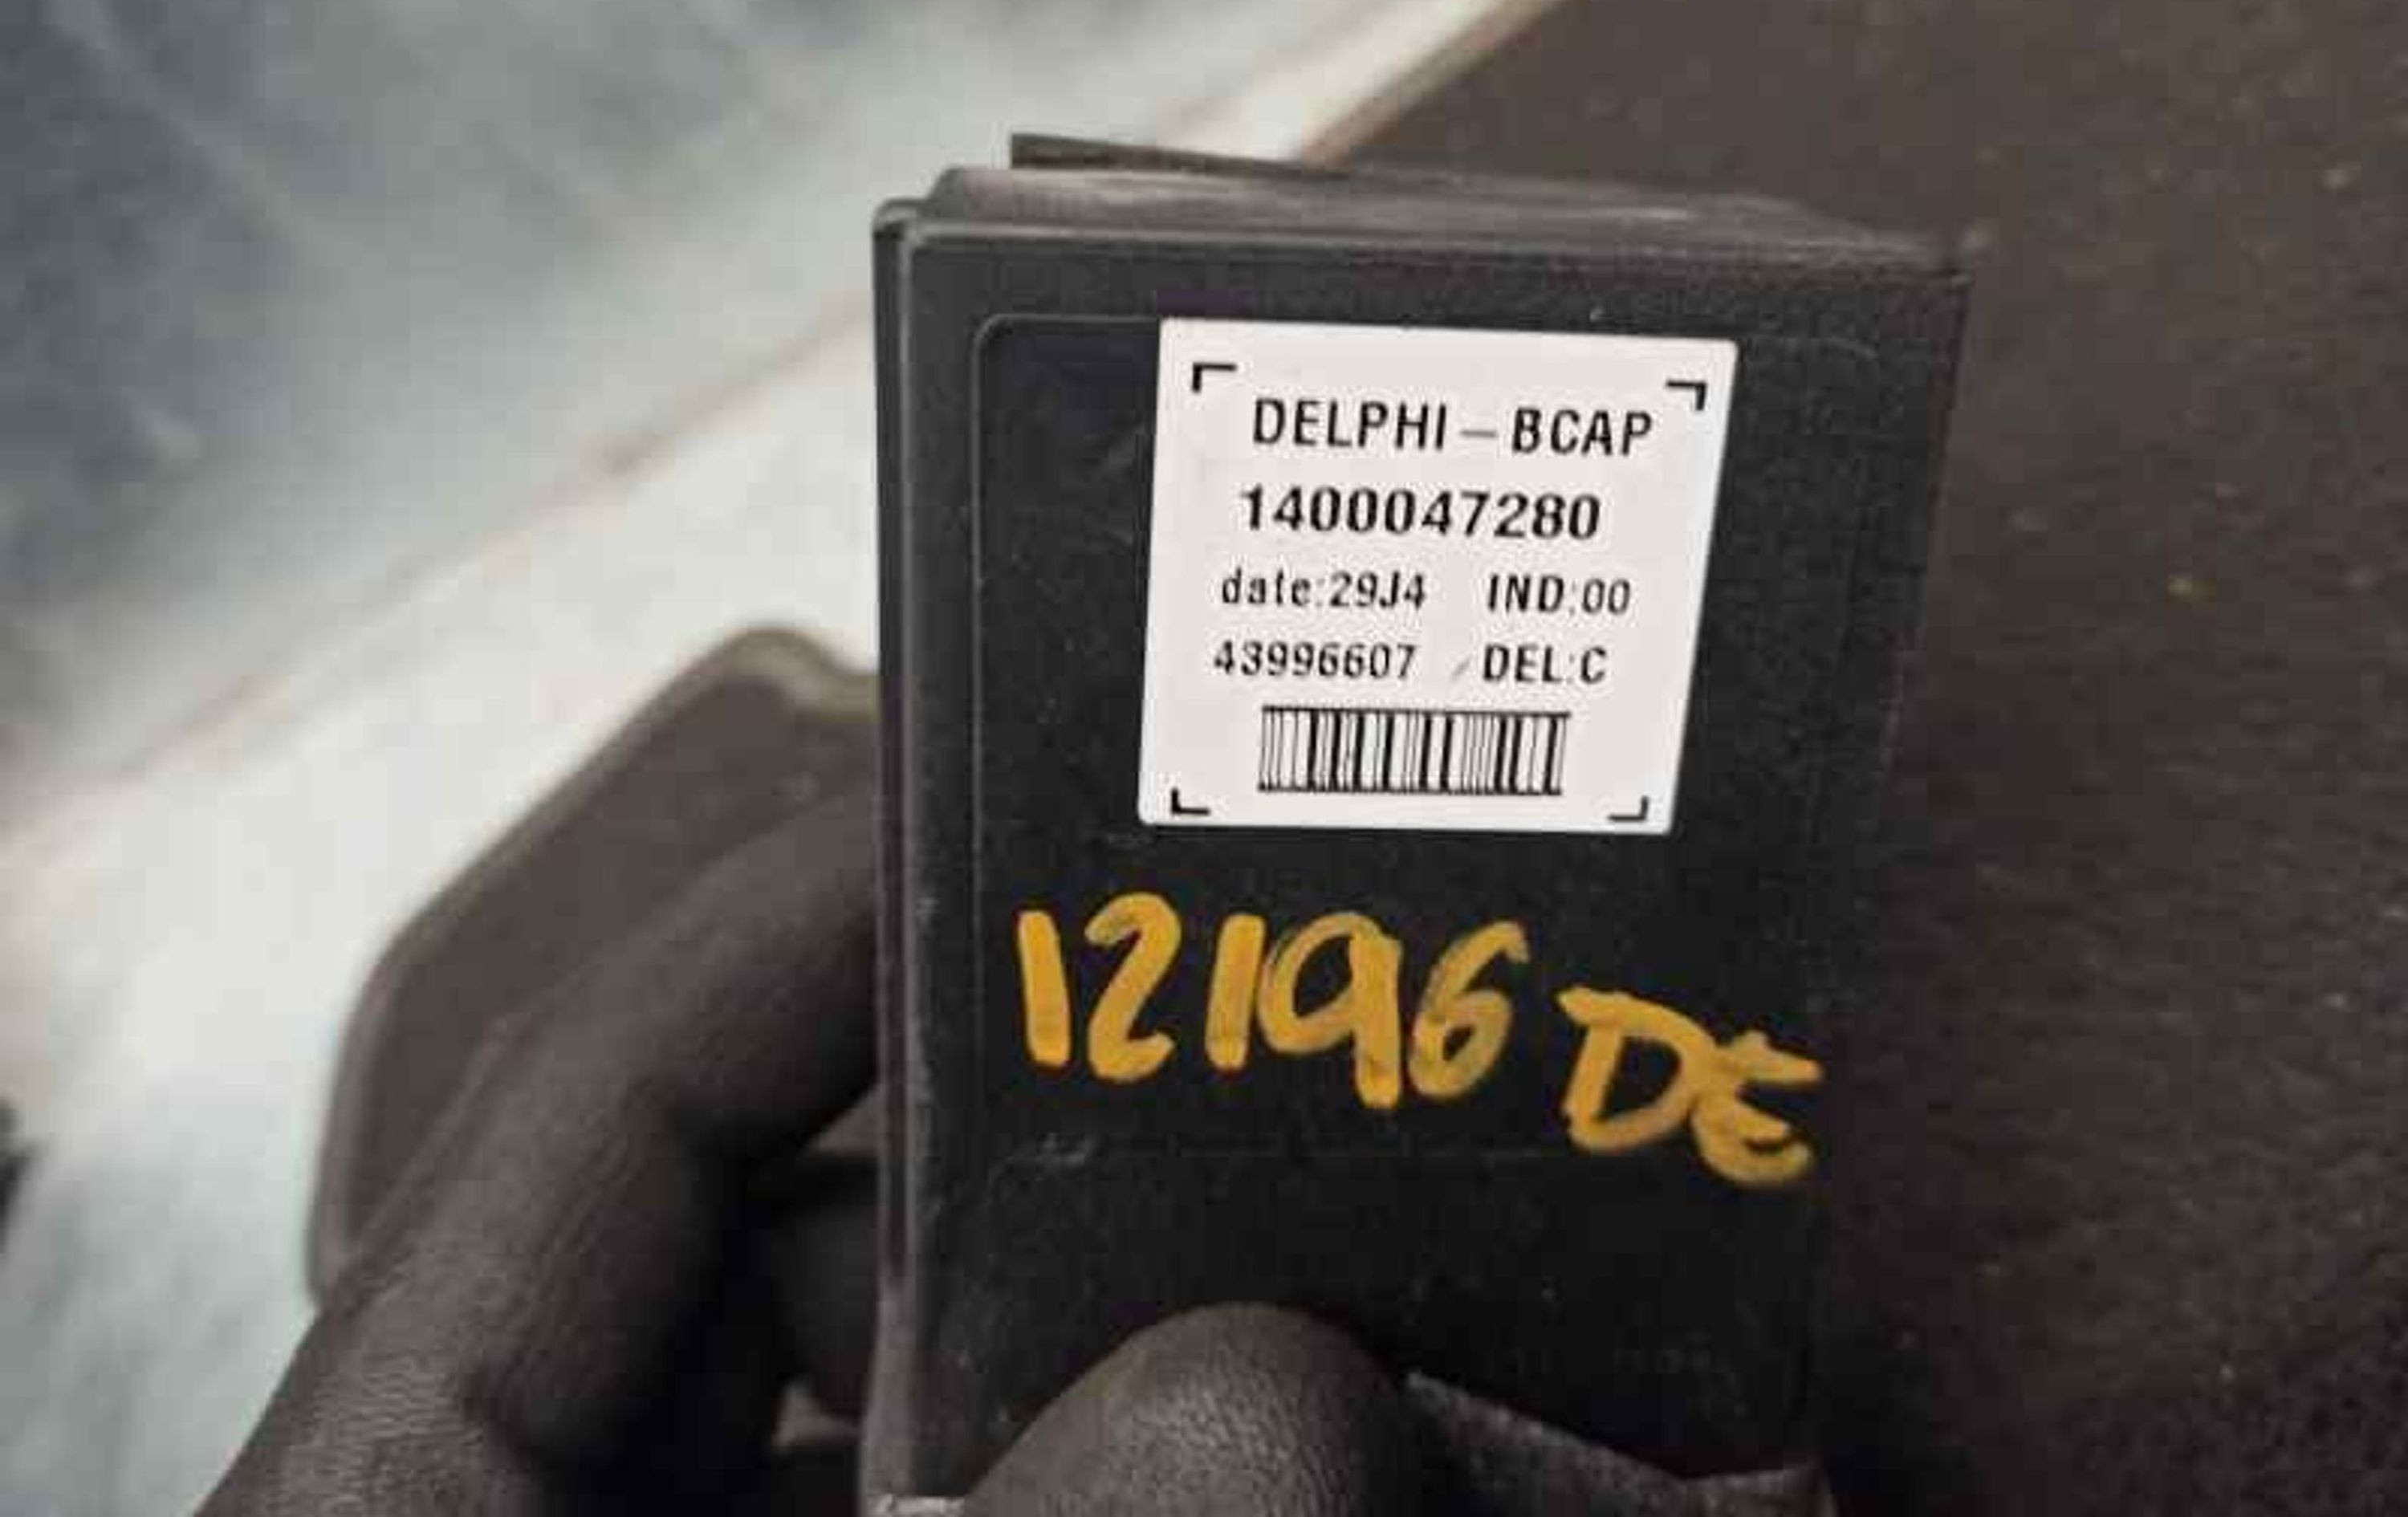 DELPHI – BCAP
1400047280
date:29J4 IND:00
43996607 DEL:C
12196 DE